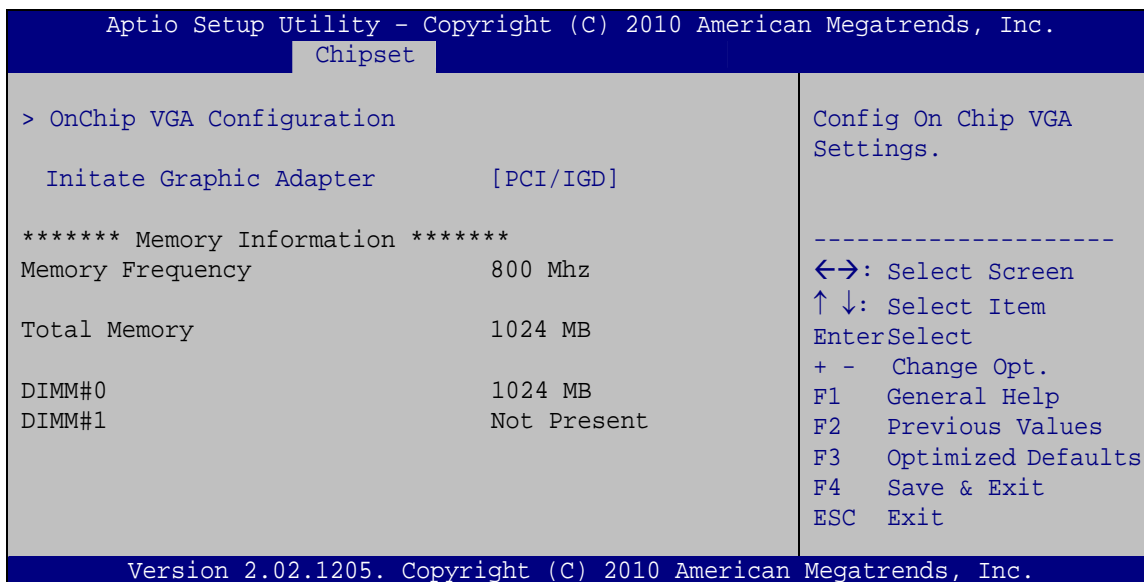 Aptio Setup Utility – Copyright (C) 2010 American Megatrends, Inc.
Chipset
> OnChip VGA Configuration
Initate Graphic Adapter [PCI/IGD]
******* Memory Information *******
Memory Frequency 800 Mhz
Total Memory 1024 MB
DIMM#0 1024 MB
DIMM#1 Not Present
Config On Chip VGA
Settings.
---------------------
←→: Select Screen
↑ ↓: Select Item
EnterSelect
+ - Change Opt.
F1 General Help
F2 Previous Values
F3 Optimized Defaults
F4 Save & Exit
ESC Exit
Version 2.02.1205. Copyright (C) 2010 American Megatrends, Inc.